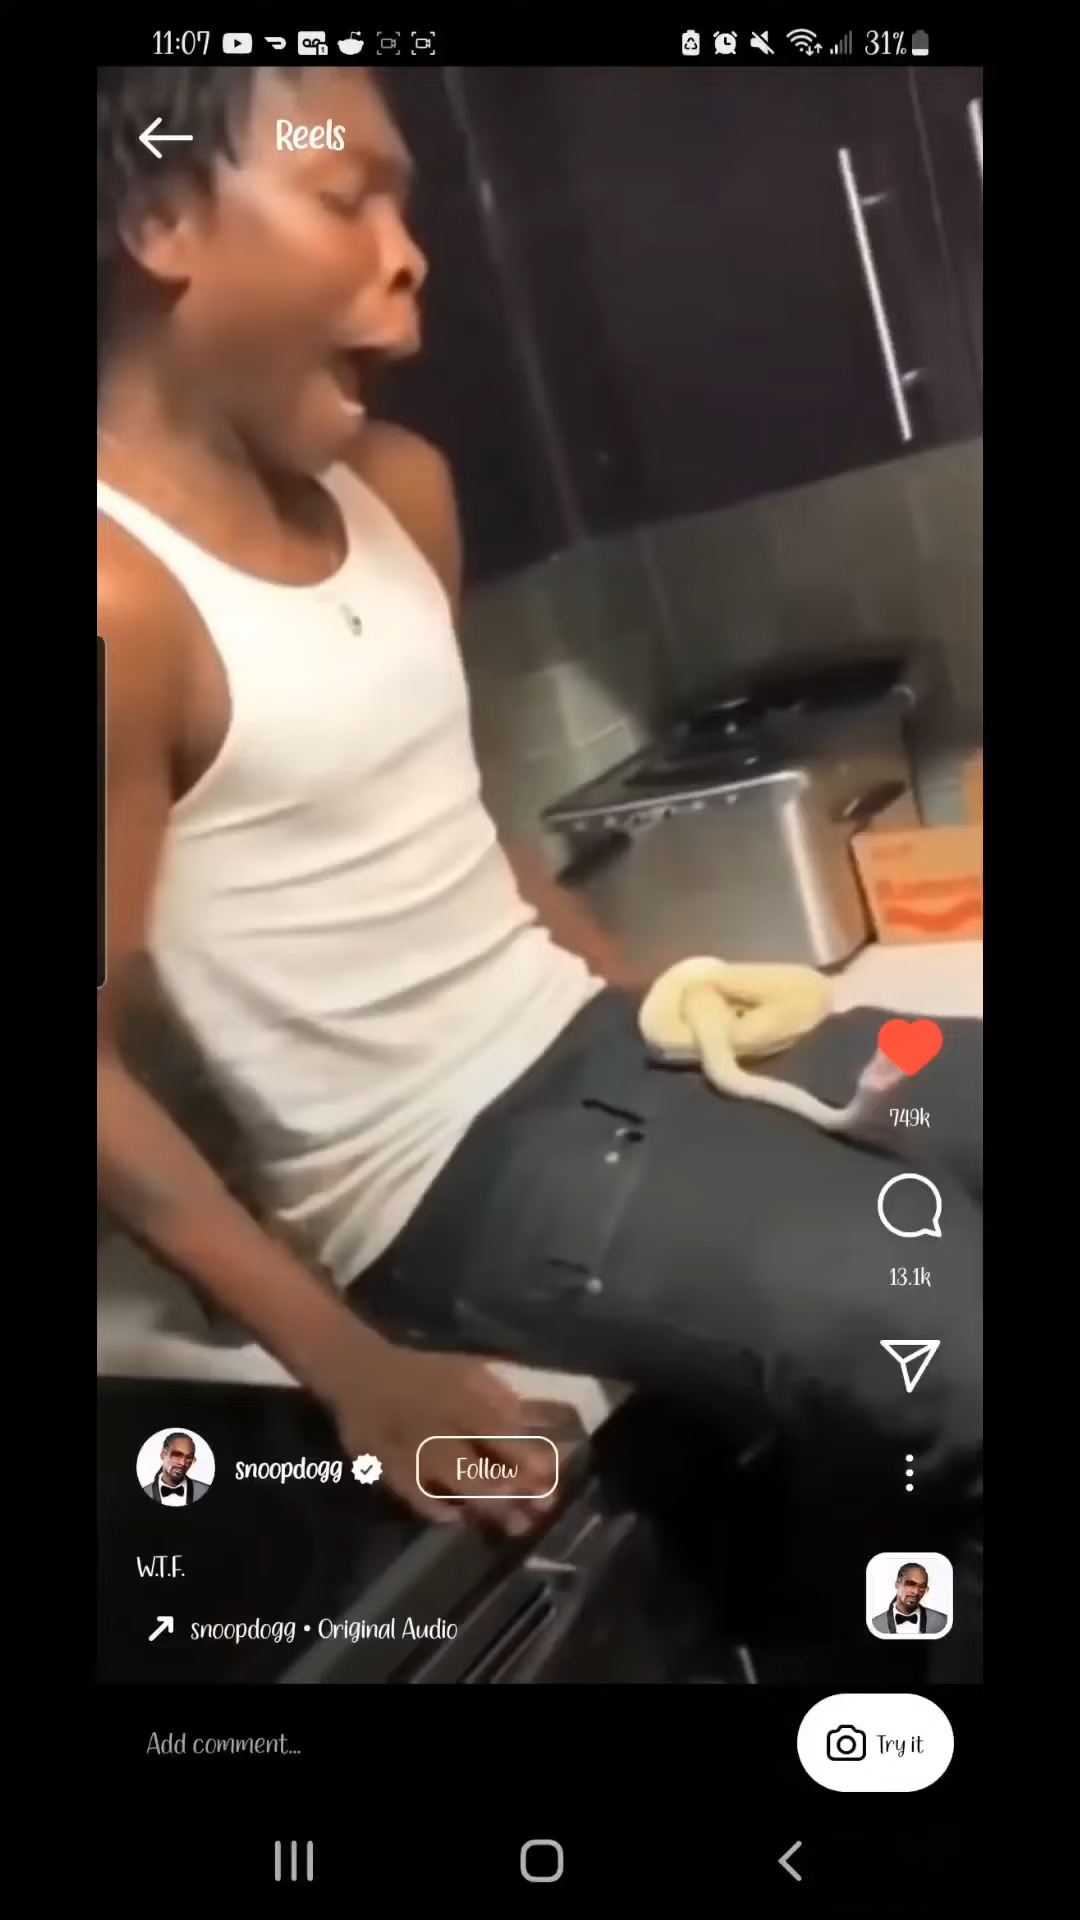 11:07 31%
Reels
749k
13.1k
snoopdogg Follow
W.T.F.
snoopdogg • Original Audio
Add comment...
Try it